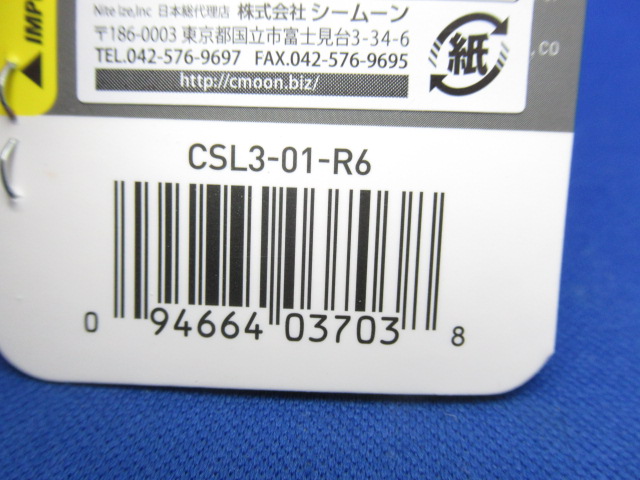 IMP
Nite Ize,Inc 日本総代理店 株式会社 シームーン
〒186-0003 東京都国立市富士見台3-34-6
TEL.042-576-9697 FAX.042-576-9695
http://cmoon.biz/
紙
.CO
CSL3-01-R6
0 94664 03703 8